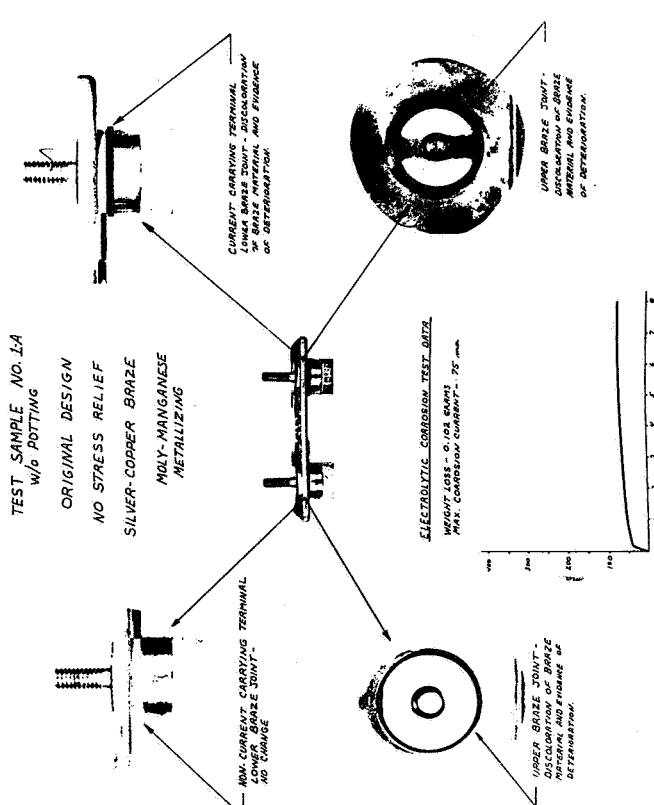 TEST SAMPLE NO. 1-A
w/o POTTING
ORIGINAL DESIGN
NO STRESS RELIEF
SILVER-COPPER BRAZE
MOLY-MANGANESE
METALLIZING
CURRENT CARRYING TERMINAL
LOWER BRAZE JOINT - DISCOLORATION
OF BRAZE MATERIAL AND EVIDENCE
OF DETERIORATION.
UPPER BRAZE JOINT -
DISCOLORATION OF BRAZE
MATERIAL AND EVIDENCE
OF DETERIORATION.
NON-CURRENT CARRYING TERMINAL
LOWER BRAZE JOINT -
NO CHANGE
UPPER BRAZE JOINT -
DISCOLORATION OF BRAZE
MATERIAL AND EVIDENCE OF
DETERIORATION.
ELECTROLYTIC CORROSION TEST DATA
WEIGHT LOSS - 0.102 GRAMS
MAX. CORROSION CURRENT - 75 ma
300
200
100